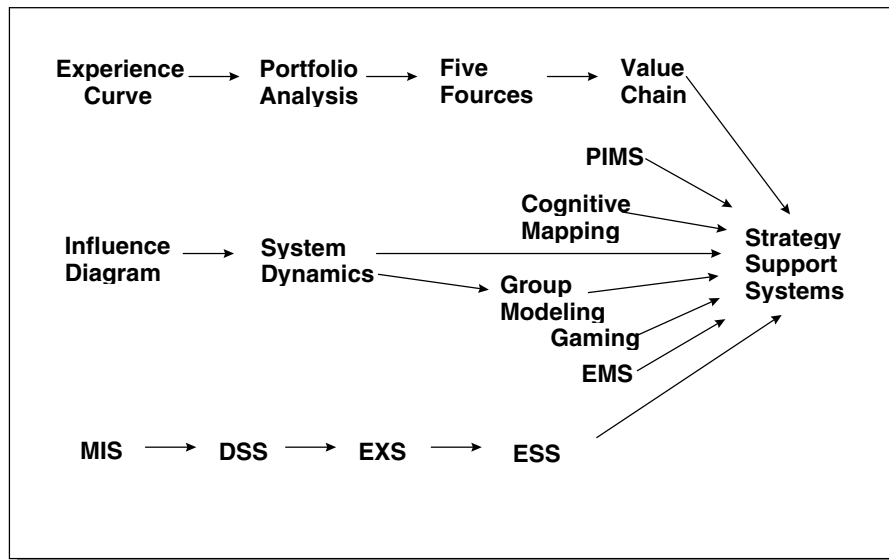 Experience
Curve
Portfolio
Analysis
Five
Fources
Value
Chain
PIMS
Cognitive
Mapping
Influence
Diagram
System
Dynamics
Group
Modeling
Gaming
EMS
Strategy
Support
Systems
MIS
DSS
EXS
ESS